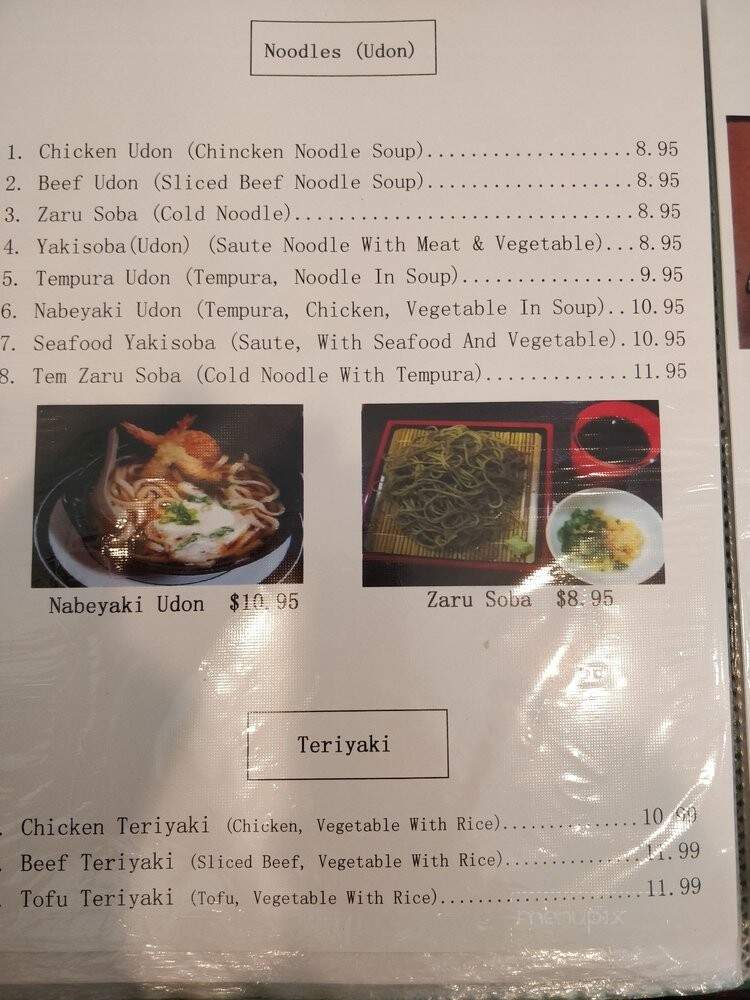 Noodles (Udon)
1. Chicken Udon (Chincken Noodle Soup)...................8.95
2. Beef Udon (Sliced Beef Noodle Soup)...................8.95
3. Zaru Soba (Cold Noodle)...............................8.95
4. Yakisoba(Udon) (Saute Noodle With Meat & Vegetable)...8.95
5. Tempura Udon (Tempura, Noodle In Soup)................9.95
6. Nabeyaki Udon (Tempura, Chicken, Vegetable In Soup)..10.95
7. Seafood Yakisoba (Saute, With Seafood And Vegetable).10.95
8. Tem Zaru Soba (Cold Noodle With Tempura).............11.95
Nabeyaki Udon $10.95
Zaru Soba $8.95
Teriyaki
. Chicken Teriyaki (Chicken, Vegetable With Rice)..............10.99
. Beef Teriyaki (Sliced Beef, Vegetable With Rice)..............11.99
. Tofu Teriyaki (Tofu, Vegetable With Rice).....................11.99
menupix